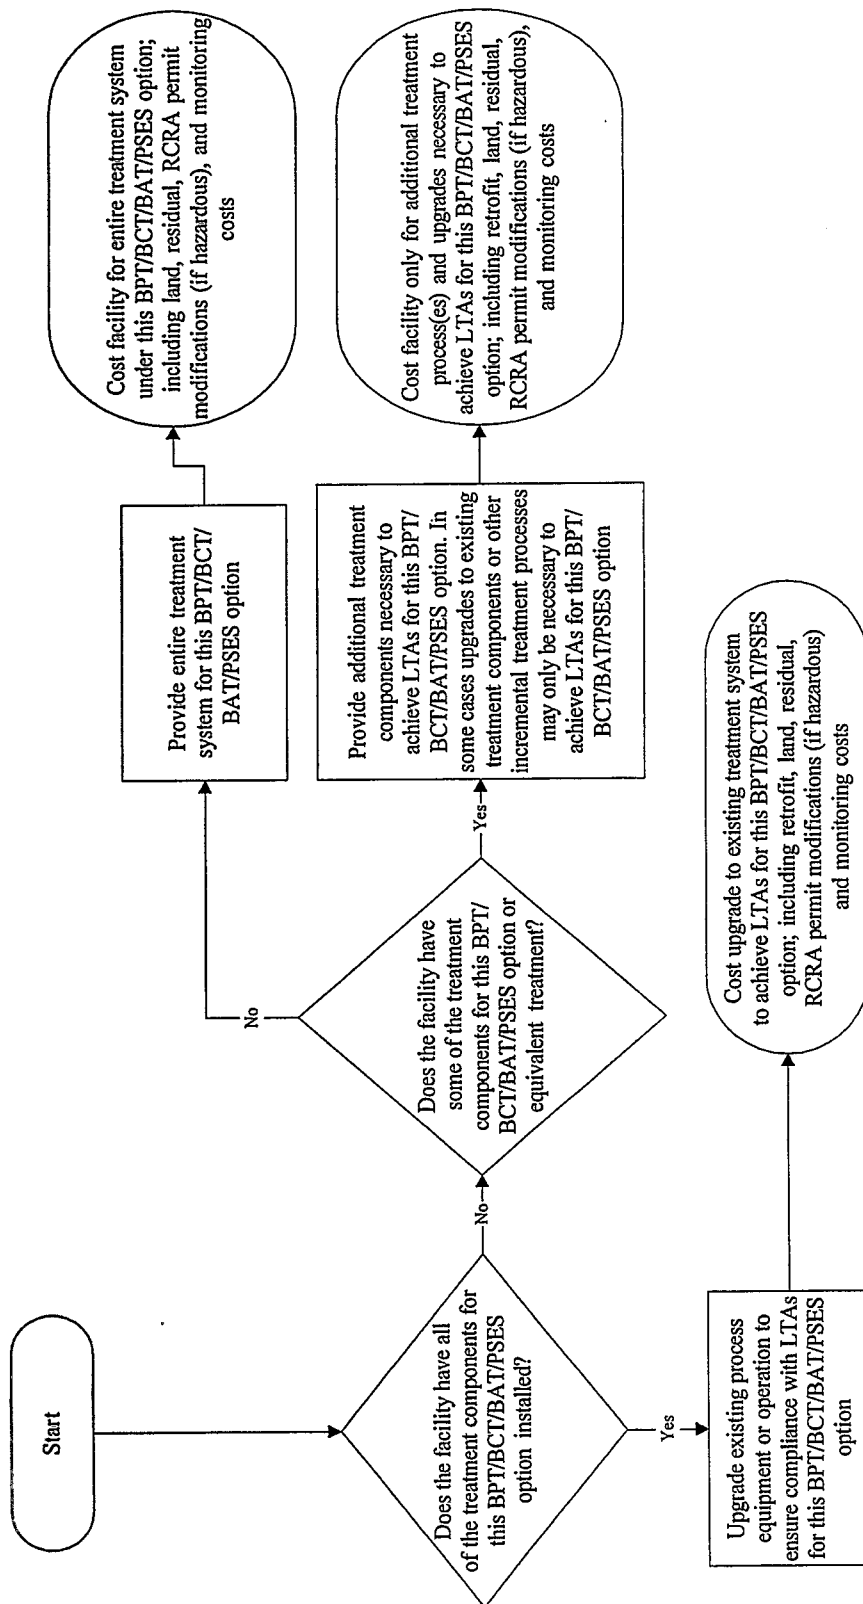 Start
Does the facility have all
of the treatment components for
this BPT/BCT/BAT/PSES
option installed?
Yes
Upgrade existing process
equipment or operation to
ensure compliance with LTAs
for this BPT/BCT/BAT/PSES
option
Cost upgrade to existing treatment system
to achieve LTAs for this BPT/BCT/BAT/PSES
option; including retrofit, land, residual,
RCRA permit modifications (if hazardous)
and monitoring costs
No
Does the facility have
some of the treatment
components for this BPT/
BCT/BAT/PSES option or
equivalent treatment?
Yes
Provide additional treatment
components necessary to
achieve LTAs for this BPT/
BCT/BAT/PSES option. In
some cases upgrades to existing
treatment components or other
incremental treatment processes
may only be necessary to
achieve LTAs for this BPT/
BCT/BAT/PSES option
Cost facility only for additional treatment
process(es) and upgrades necessary to
achieve LTAs for this BPT/BCT/BAT/PSES
option; including retrofit, land, residual,
RCRA permit modifications (if hazardous),
and monitoring costs
No
Provide entire treatment
system for this BPT/BCT/
BAT/PSES option
Cost facility for entire treatment system
under this BPT/BCT/BAT/PSES option;
including land, residual, RCRA permit
modifications (if hazardous), and monitoring
costs